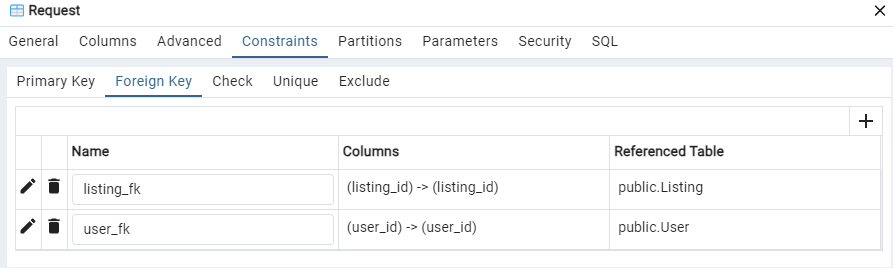 Request
General Columns Advanced Constraints Partitions Parameters Security SQL
Primary Key Foreign Key Check Unique Exclude
Name Columns Referenced Table
listing_fk (listing_id) -> (listing_id) public.Listing
user_fk (user_id) -> (user_id) public.User